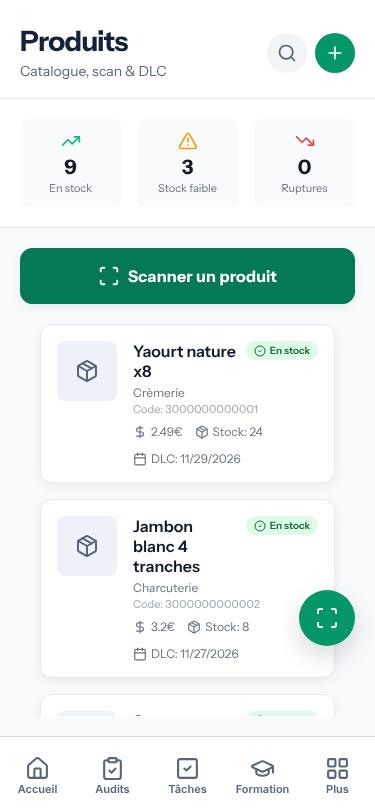 Produits
Catalogue, scan & DLC
9
En stock
3
Stock faible
0
Ruptures
Scanner un produit
Yaourt nature
x8
En stock
Crèmerie
Code: 3000000000001
2.49€ Stock: 24
DLC: 11/29/2026
Jambon
blanc 4
tranches
En stock
Charcuterie
Code: 3000000000002
3.2€ Stock: 8
DLC: 11/27/2026
Accueil
Audits
Tâches
Formation
Plus